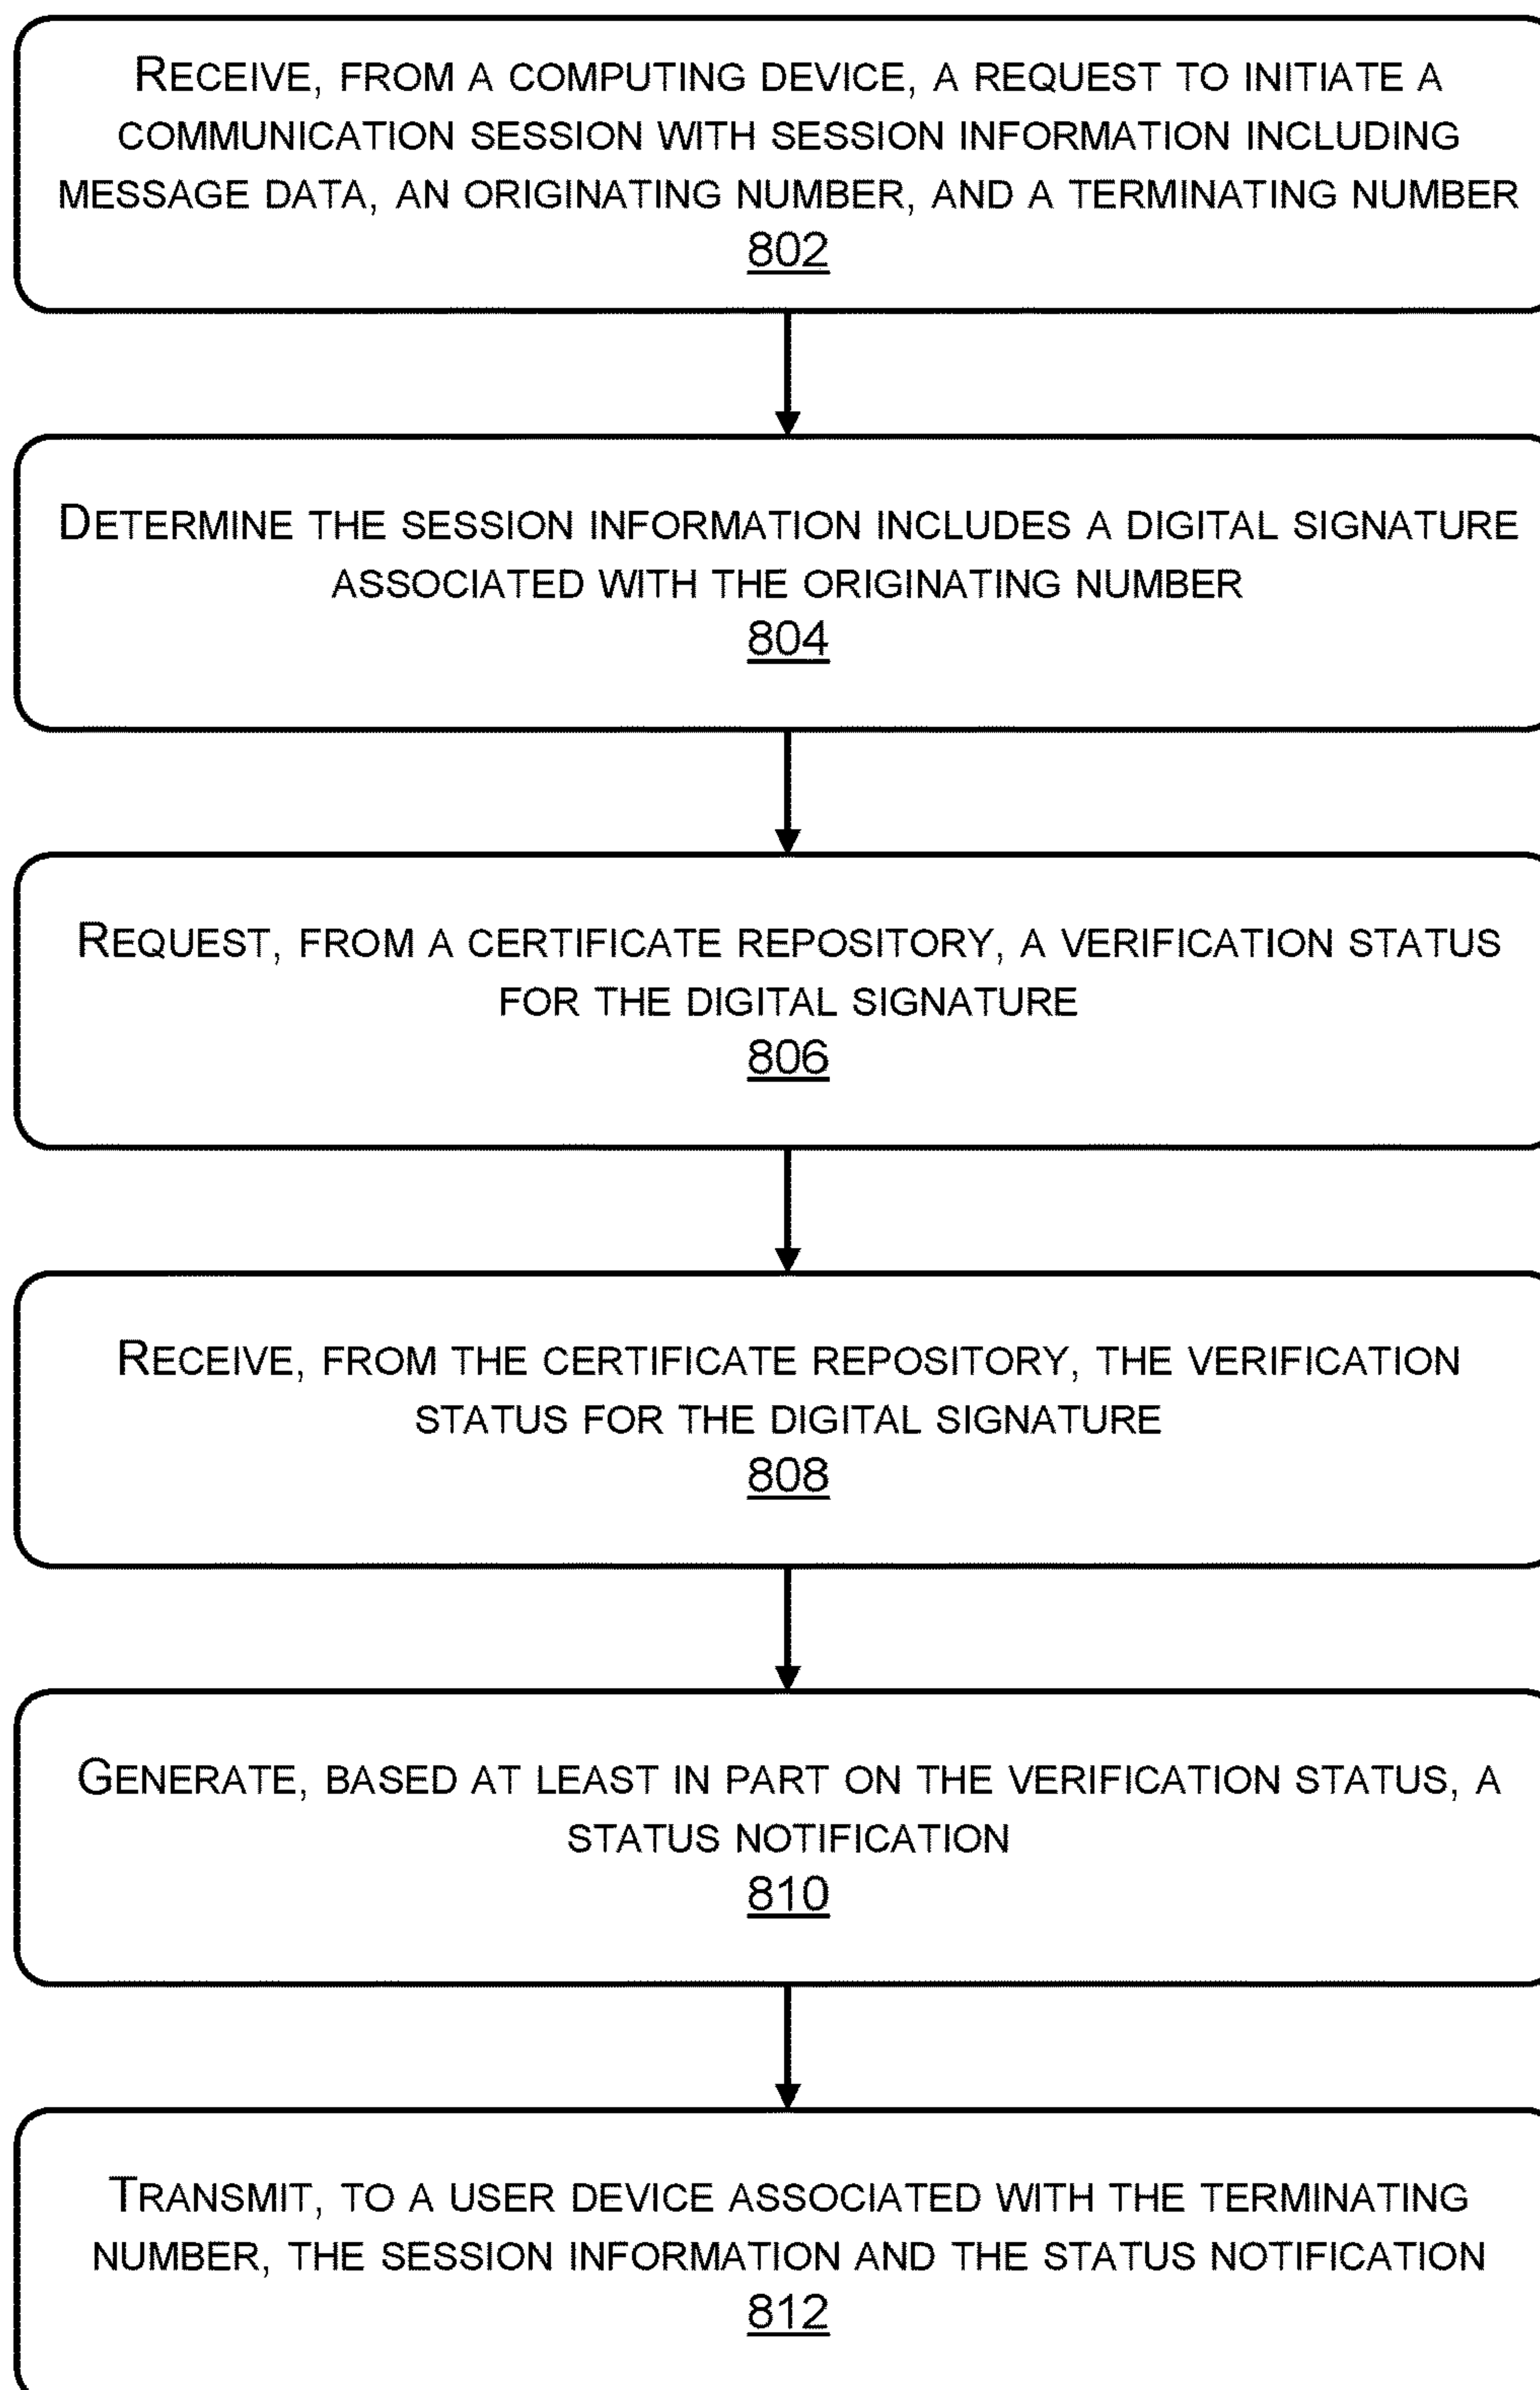 RECEIVE, FROM A COMPUTING DEVICE, A REQUEST TO INITIATE A
COMMUNICATION SESSION WITH SESSION INFORMATION INCLUDING
MESSAGE DATA, AN ORIGINATING NUMBER, AND A TERMINATING NUMBER
802
DETERMINE THE SESSION INFORMATION INCLUDES A DIGITAL SIGNATURE
ASSOCIATED WITH THE ORIGINATING NUMBER
804
REQUEST, FROM A CERTIFICATE REPOSITORY, A VERIFICATION STATUS
FOR THE DIGITAL SIGNATURE
806
RECEIVE, FROM THE CERTIFICATE REPOSITORY, THE VERIFICATION
STATUS FOR THE DIGITAL SIGNATURE
808
GENERATE, BASED AT LEAST IN PART ON THE VERIFICATION STATUS, A
STATUS NOTIFICATION
810
TRANSMIT, TO A USER DEVICE ASSOCIATED WITH THE TERMINATING
NUMBER, THE SESSION INFORMATION AND THE STATUS NOTIFICATION
812